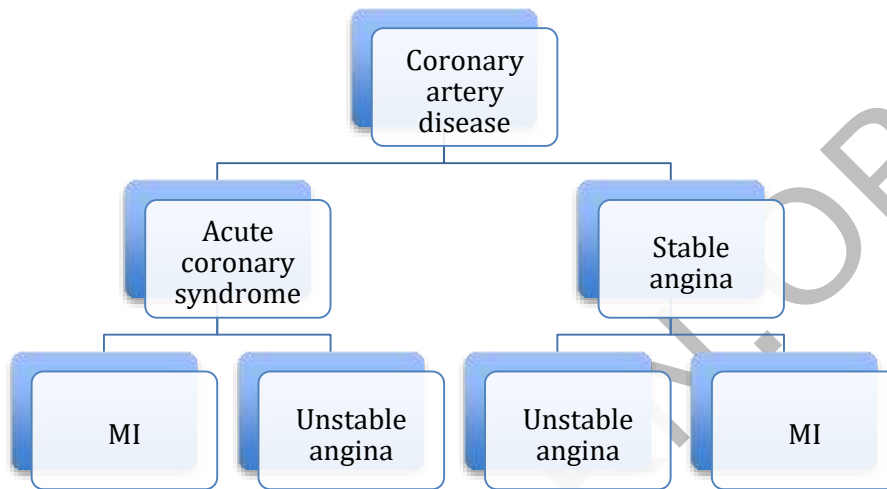 Coronary
artery
disease
Acute
coronary
syndrome
Stable
angina
MI
Unstable
angina
Unstable
angina
MI